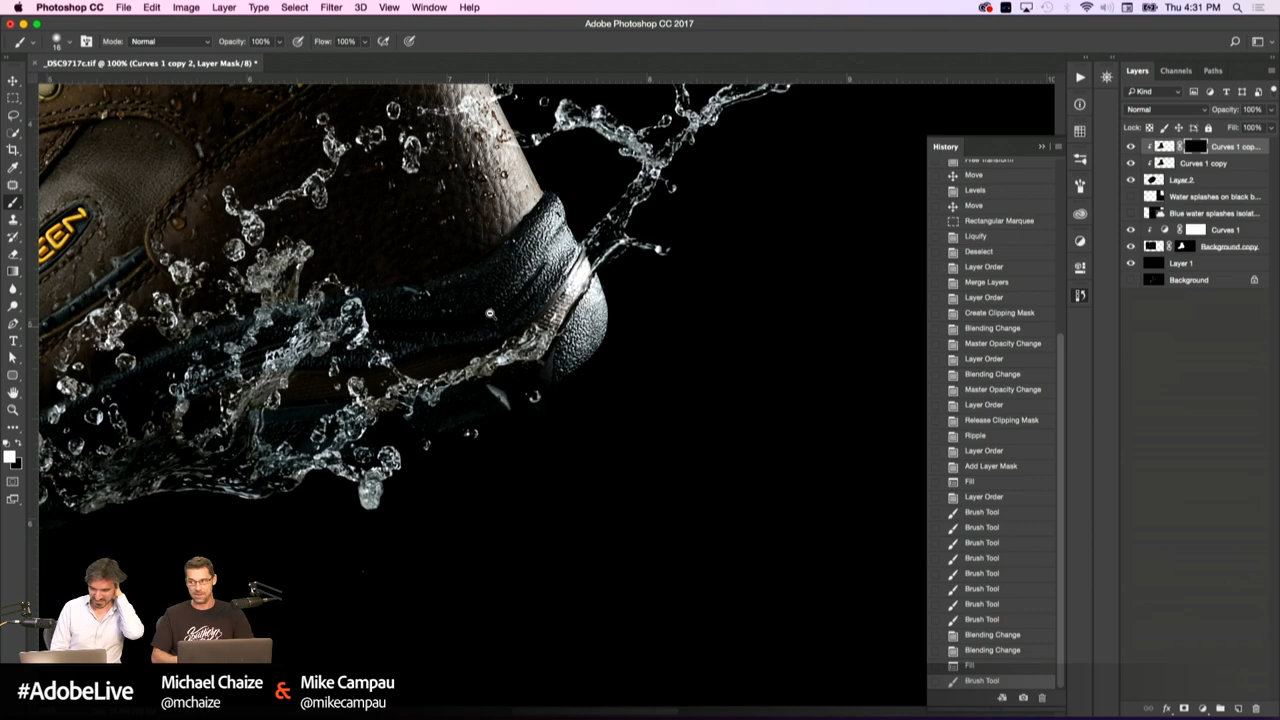 Photoshop CC File Edit Image Layer Type Select Filter 3D View Window Help
Thu 4:31 PM
Adobe Photoshop CC 2017
16 Mode: Normal Opacity: 100% Flow: 100%
_DSC9717c.tif @ 100% (Curves 1 copy 2, Layer Mask/8) *
History
Free Transform
Move
Levels
Move
Rectangular Marquee
Liquify
Deselect
Layer Order
Merge Layers
Layer Order
Create Clipping Mask
Blending Change
Master Opacity Change
Layer Order
Blending Change
Master Opacity Change
Layer Order
Release Clipping Mask
Ripple
Layer Order
Add Layer Mask
Fill
Layer Order
Brush Tool
Brush Tool
Brush Tool
Brush Tool
Brush Tool
Brush Tool
Brush Tool
Brush Tool
Blending Change
Blending Change
Fill
Brush Tool
Layers Channels Paths
Kind
Normal Opacity: 100%
Lock: Fill: 100%
Curves 1 cop...
Curves 1 copy
Layer 2
Water splashes on black b...
Blue water splashes isolat...
Curves 1
Background copy
Layer 1
Background
EEN
#AdobeLive
Michael Chaize
@mchaize
&
Mike Campau
@mikecampau